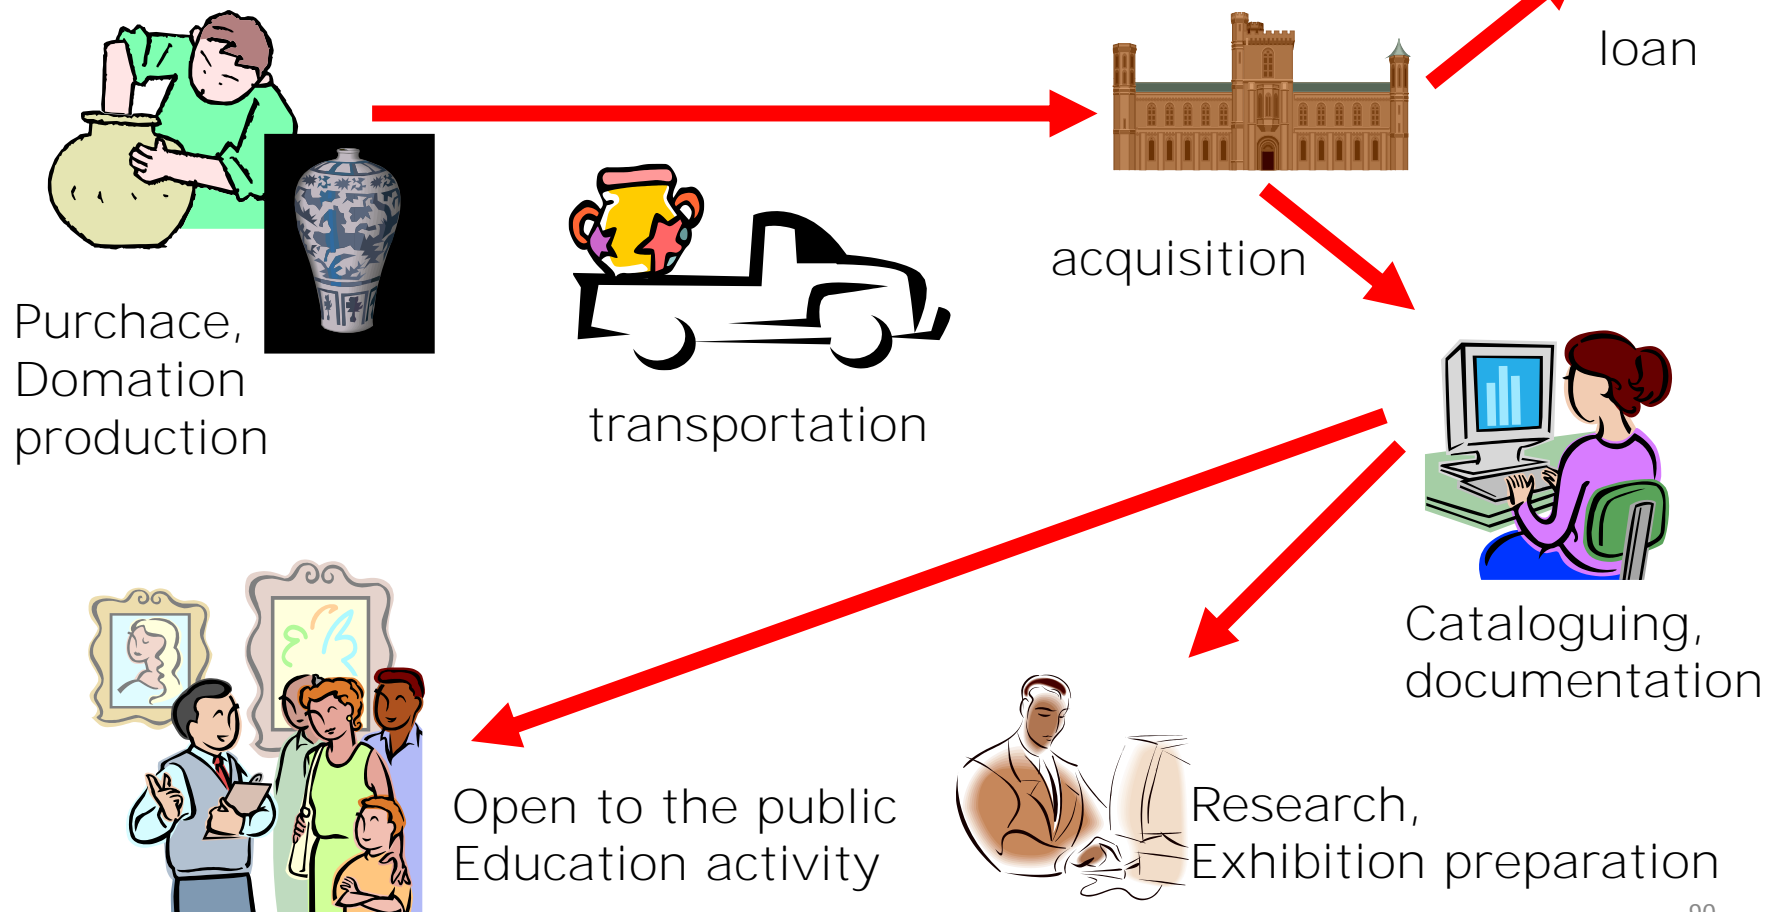 loan
acquisition
Purchace,
Domation
production
transportation
Cataloguing,
documentation
Open to the public
Education activity
Research,
Exhibition preparation